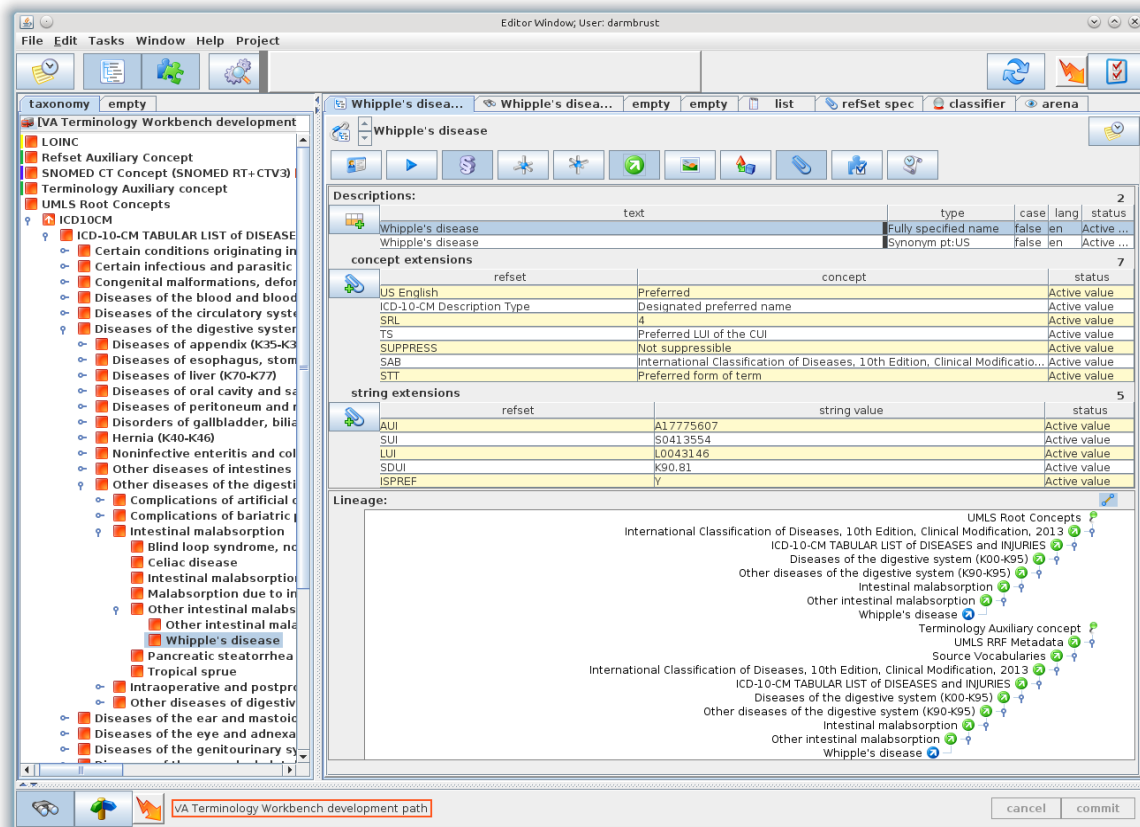 Editor Window; User: darmbrust
File Edit Tasks Window Help Project
taxonomy empty
[VA Terminology Workbench development
LOINC
Refset Auxiliary Concept
SNOMED CT Concept (SNOMED RT+CTV3)
Terminology Auxiliary concept
UMLS Root Concepts
ICD10CM
ICD-10-CM TABULAR LIST of DISEASE
Certain conditions originating in
Certain infectious and parasitic
Congenital malformations, defor
Diseases of the blood and blood
Diseases of the circulatory syste
Diseases of the digestive system
Diseases of appendix (K35-K3
Diseases of esophagus, stom
Diseases of liver (K70-K77)
Diseases of oral cavity and sa
Diseases of peritoneum and r
Disorders of gallbladder, bilia
Hernia (K40-K46)
Noninfective enteritis and col
Other diseases of intestines
Other diseases of the digesti
Complications of artificial
Complications of bariatric
Intestinal malabsorption
Blind loop syndrome, no
Celiac disease
Intestinal malabsorption
Malabsorption due to in
Other intestinal malabs
Other intestinal mala
Whipple's disease
Pancreatic steatorrhea
Tropical sprue
Intraoperative and postpro
Other diseases of digestiv
Diseases of the ear and mastoid
Diseases of the eye and adnexa
Diseases of the genitourinary sy
Whipple's disea... Whipple's disea... empty empty list refSet spec classifier arena
Whipple's disease
Descriptions: 2
text type case lang status
Whipple's disease Fully specified name false en Active ...
Whipple's disease Synonym pt:US false en Active ...
concept extensions 7
refset concept status
US English Preferred Active value
ICD-10-CM Description Type Designated preferred name Active value
SRL 4 Active value
TS Preferred LUI of the CUI Active value
SUPPRESS Not suppressible Active value
SAB International Classification of Diseases, 10th Edition, Clinical Modificatio... Active value
STT Preferred form of term Active value
string extensions 5
refset string value status
AUI A17775607 Active value
SUI S0413554 Active value
LUI L0043146 Active value
SDUI K90.81 Active value
ISPREF Y Active value
Lineage:
UMLS Root Concepts
International Classification of Diseases, 10th Edition, Clinical Modification, 2013
ICD-10-CM TABULAR LIST of DISEASES and INJURIES
Diseases of the digestive system (K00-K95)
Other diseases of the digestive system (K90-K95)
Intestinal malabsorption
Other intestinal malabsorption
Whipple's disease
Terminology Auxiliary concept
UMLS RRF Metadata
Source Vocabularies
International Classification of Diseases, 10th Edition, Clinical Modification, 2013
ICD-10-CM TABULAR LIST of DISEASES and INJURIES
Diseases of the digestive system (K00-K95)
Other diseases of the digestive system (K90-K95)
Intestinal malabsorption
Other intestinal malabsorption
Whipple's disease
VA Terminology Workbench development path
cancel commit